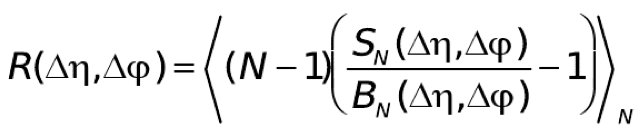 R(Δη,Δφ) = ⟨(N − 1)(S_N(Δη,Δφ) / B_N(Δη,Δφ) − 1)⟩_N